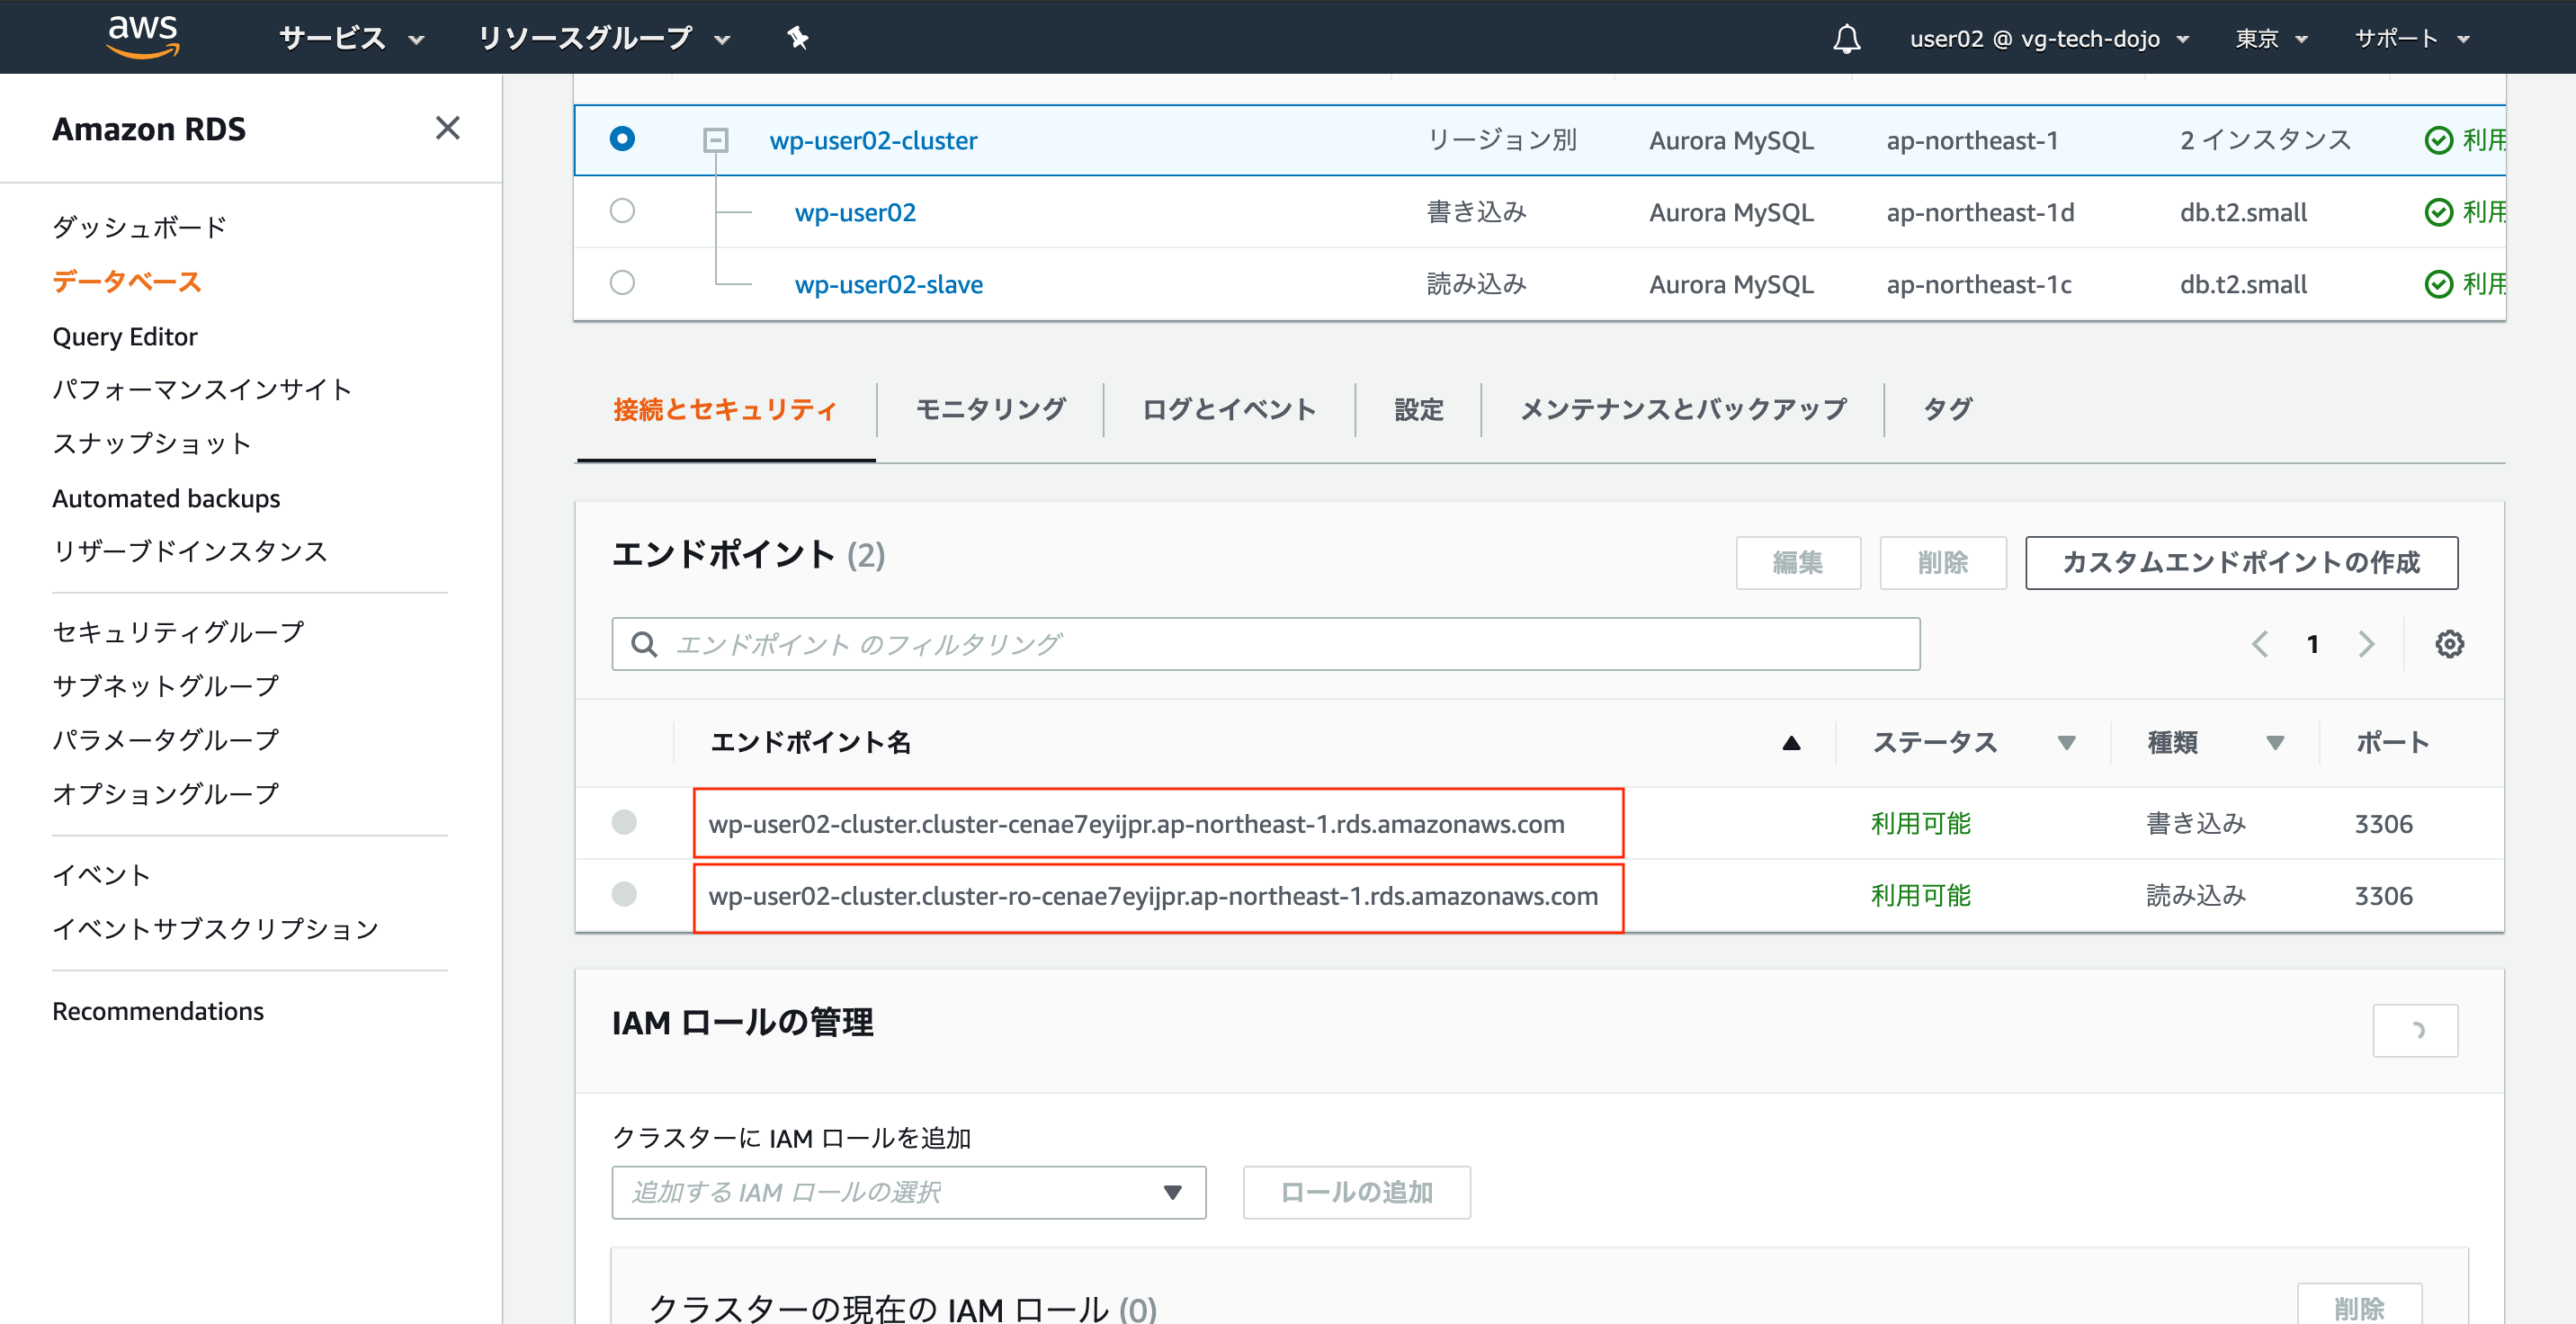 aws サービス リソースグループ user02 @ vg-tech-dojo 東京 サポート
Amazon RDS
ダッシュボード
データベース
Query Editor
パフォーマンスインサイト
スナップショット
Automated backups
リザーブドインスタンス
セキュリティグループ
サブネットグループ
パラメータグループ
オプショングループ
イベント
イベントサブスクリプション
Recommendations
wp-user02-cluster リージョン別 Aurora MySQL ap-northeast-1 2 インスタンス 利用
wp-user02 書き込み Aurora MySQL ap-northeast-1d db.t2.small 利用
wp-user02-slave 読み込み Aurora MySQL ap-northeast-1c db.t2.small 利用
接続とセキュリティ モニタリング ログとイベント 設定 メンテナンスとバックアップ タグ
エンドポイント (2) 編集 削除 カスタムエンドポイントの作成
エンドポイント のフィルタリング 1
エンドポイント名 ステータス 種類 ポート
wp-user02-cluster.cluster-cenae7eyijpr.ap-northeast-1.rds.amazonaws.com 利用可能 書き込み 3306
wp-user02-cluster.cluster-ro-cenae7eyijpr.ap-northeast-1.rds.amazonaws.com 利用可能 読み込み 3306
IAM ロールの管理
クラスターに IAM ロールを追加
追加する IAM ロールの選択 ロールの追加
クラスターの現在の IAM ロール (0) 削除